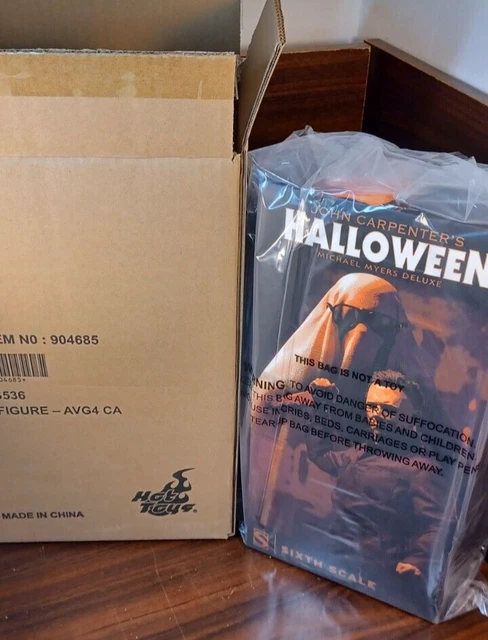 EM N0 : 904685
536
FIGURE – AVG4 CA
Hot
Toys.
MADE IN CHINA
JOHN CARPENTER'S
HALLOWEEN
MICHAEL MYERS DELUXE
THIS BAG IS NOT A TOY
NING TO AVOID DANGER OF SUFFOCATION.
THIS BAG AWAY FROM BABIES AND CHILDREN.
USE IN CRIBS, BEDS, CARRIAGES OR PLAY PEN
TEAR UP BAG BEFORE THROWING AWAY.
S
SIXTH SCALE